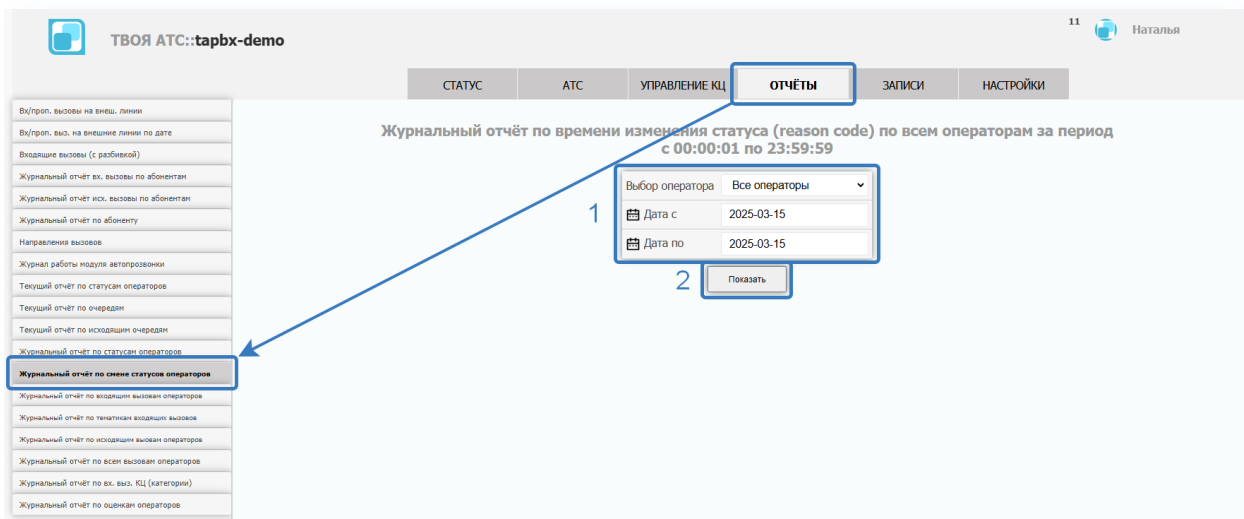 ТВОЯ АТС::tapbx-demo
11
Наталья
СТАТУС
АТС
УПРАВЛЕНИЕ КЦ
ОТЧЁТЫ
ЗАПИСИ
НАСТРОЙКИ
Вх/проп. вызовы на внеш. линии
Вх/проп. выз. на внешние линии по дате
Входящие вызовы (с разбивкой)
Журнальный отчёт вх. вызовы по абонентам
Журнальный отчёт исх. вызовы по абонентам
Журнальный отчёт по абоненту
Направления вызовов
Журнал работы модуля автопрозвонки
Текущий отчёт по статусам операторов
Текущий отчёт по очередям
Текущий отчёт по исходящим очередям
Журнальный отчёт по статусам операторов
Журнальный отчёт по смене статусов операторов
Журнальный отчёт по входящим вызовам операторов
Журнальный отчёт по тематикам входящих вызовов
Журнальный отчёт по исходящим вызовам операторов
Журнальный отчёт по всем вызовам операторов
Журнальный отчёт по вх. выз. КЦ (категории)
Журнальный отчёт по оценкам операторов
Журнальный отчёт по времени изменения статуса (reason code) по всем операторам за период
с 00:00:01 по 23:59:59
1
Выбор оператора Все операторы
Дата с 2025-03-15
Дата по 2025-03-15
2
Показать